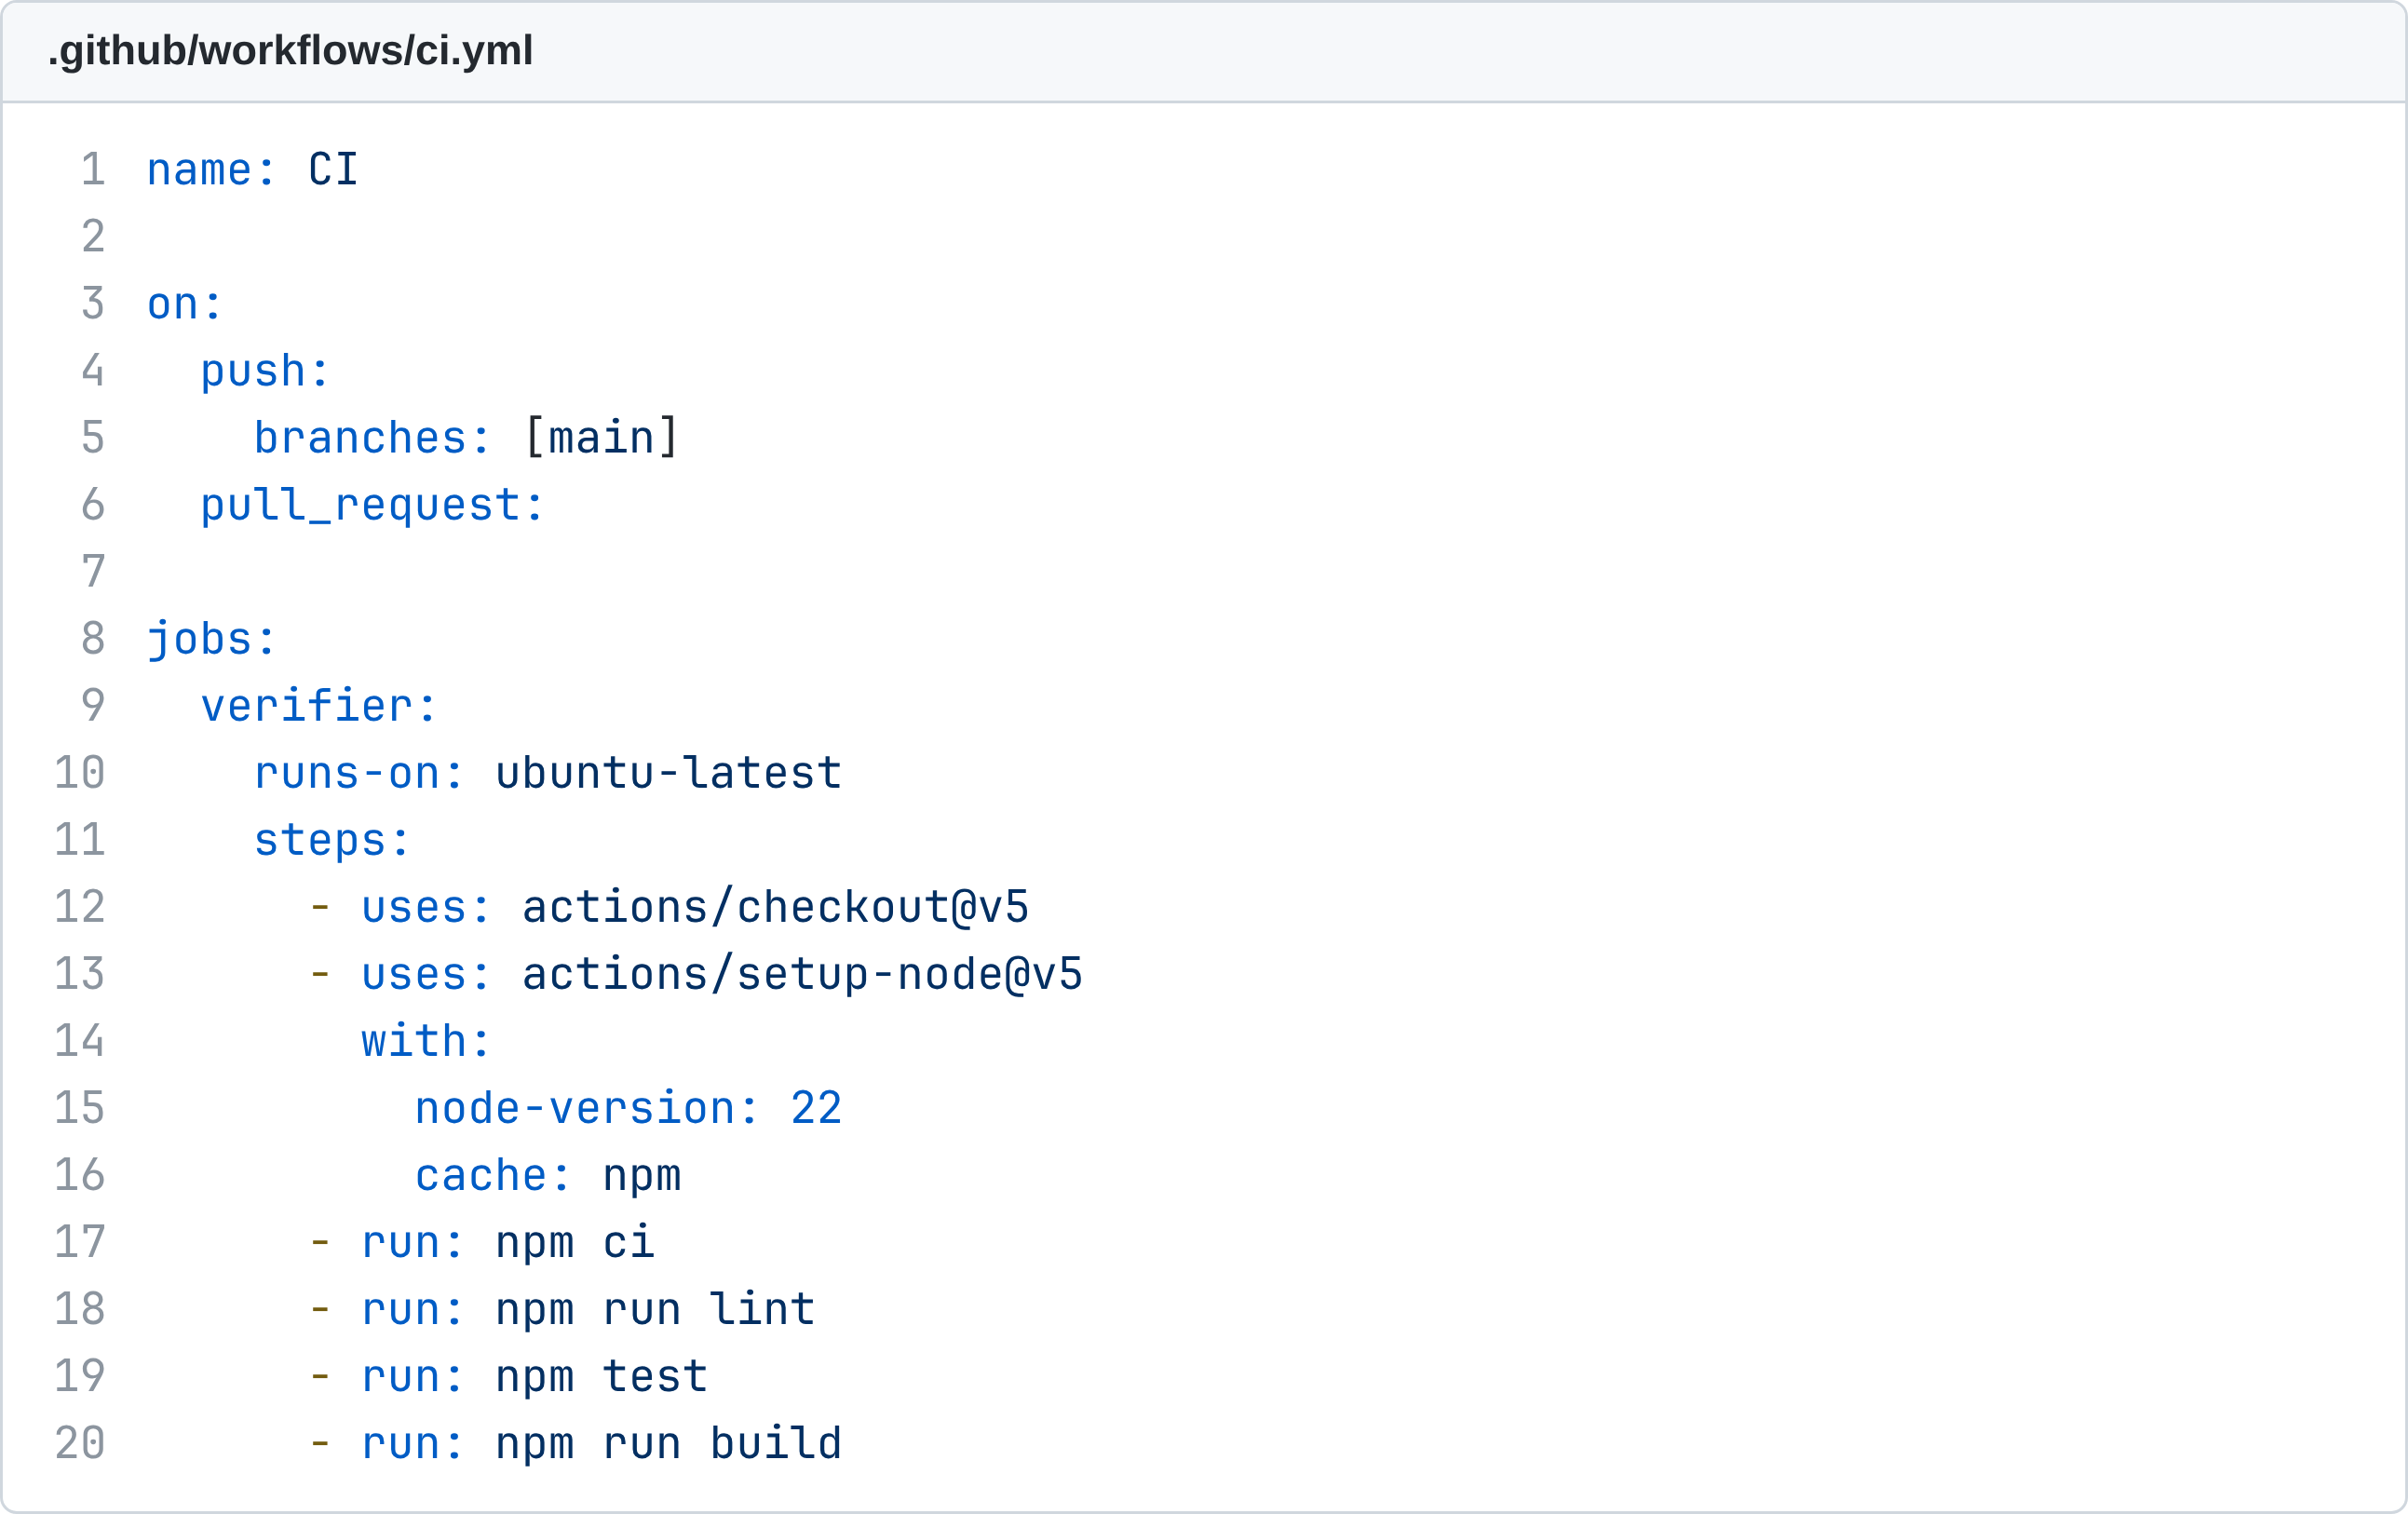 .github/workflows/ci.yml
1 name: CI
2
3 on:
4   push:
5     branches: [main]
6   pull_request:
7
8 jobs:
9   verifier:
10     runs-on: ubuntu-latest
11     steps:
12       - uses: actions/checkout@v5
13       - uses: actions/setup-node@v5
14         with:
15           node-version: 22
16           cache: npm
17       - run: npm ci
18       - run: npm run lint
19       - run: npm test
20       - run: npm run build